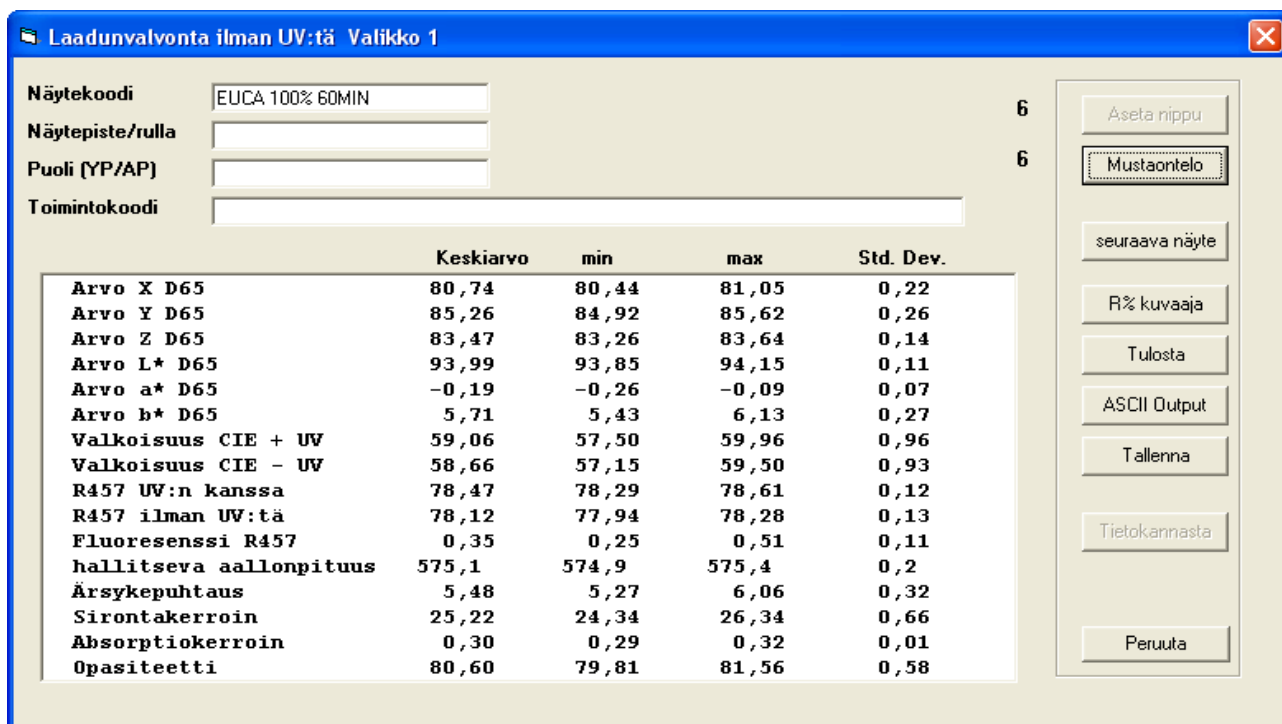 Laadunvalvonta ilman UV:tä Valikko 1
Näytekoodi EUCA 100% 60MIN
Näytepiste/rulla
Puoli (YP/AP)
Toimintokoodi
6
6
Aseta nippu
Mustaontelo
seuraava näyte
R% kuvaaja
Tulosta
ASCII Output
Tallenna
Tietokannasta
Peruuta
Keskiarvo min max Std. Dev.
Arvo X D65 80,74 80,44 81,05 0,22
Arvo Y D65 85,26 84,92 85,62 0,26
Arvo Z D65 83,47 83,26 83,64 0,14
Arvo L* D65 93,99 93,85 94,15 0,11
Arvo a* D65 -0,19 -0,26 -0,09 0,07
Arvo b* D65 5,71 5,43 6,13 0,27
Valkoisuus CIE + UV 59,06 57,50 59,96 0,96
Valkoisuus CIE - UV 58,66 57,15 59,50 0,93
R457 UV:n kanssa 78,47 78,29 78,61 0,12
R457 ilman UV:tä 78,12 77,94 78,28 0,13
Fluoresenssi R457 0,35 0,25 0,51 0,11
hallitseva aallonpituus 575,1 574,9 575,4 0,2
Ärsykepuhtaus 5,48 5,27 6,06 0,32
Sirontakerroin 25,22 24,34 26,34 0,66
Absorptiokerroin 0,30 0,29 0,32 0,01
Opasiteetti 80,60 79,81 81,56 0,58